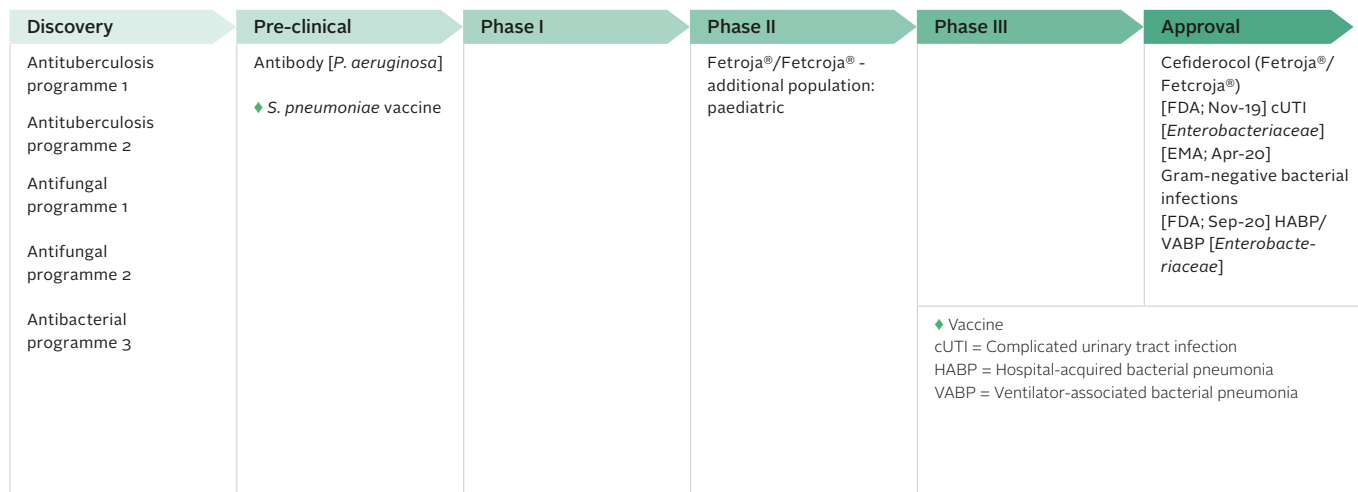 Discovery
Pre-clinical
Phase I
Phase II
Phase III
Approval
Antituberculosis
programme 1
Antituberculosis
programme 2
Antifungal
programme 1
Antifungal
programme 2
Antibacterial
programme 3
Antibody [P. aeruginosa]
♦ S. pneumoniae vaccine
Fetroja®/Fetcroja® -
additional population:
paediatric
Cefiderocol (Fetroja®/
Fetcroja®)
[FDA; Nov-19] cUTI
[Enterobacteriaceae]
[EMA; Apr-20]
Gram-negative bacterial
infections
[FDA; Sep-20] HABP/
VABP [Enterobacte-
riaceae]
♦ Vaccine
cUTI = Complicated urinary tract infection
HABP = Hospital-acquired bacterial pneumonia
VABP = Ventilator-associated bacterial pneumonia